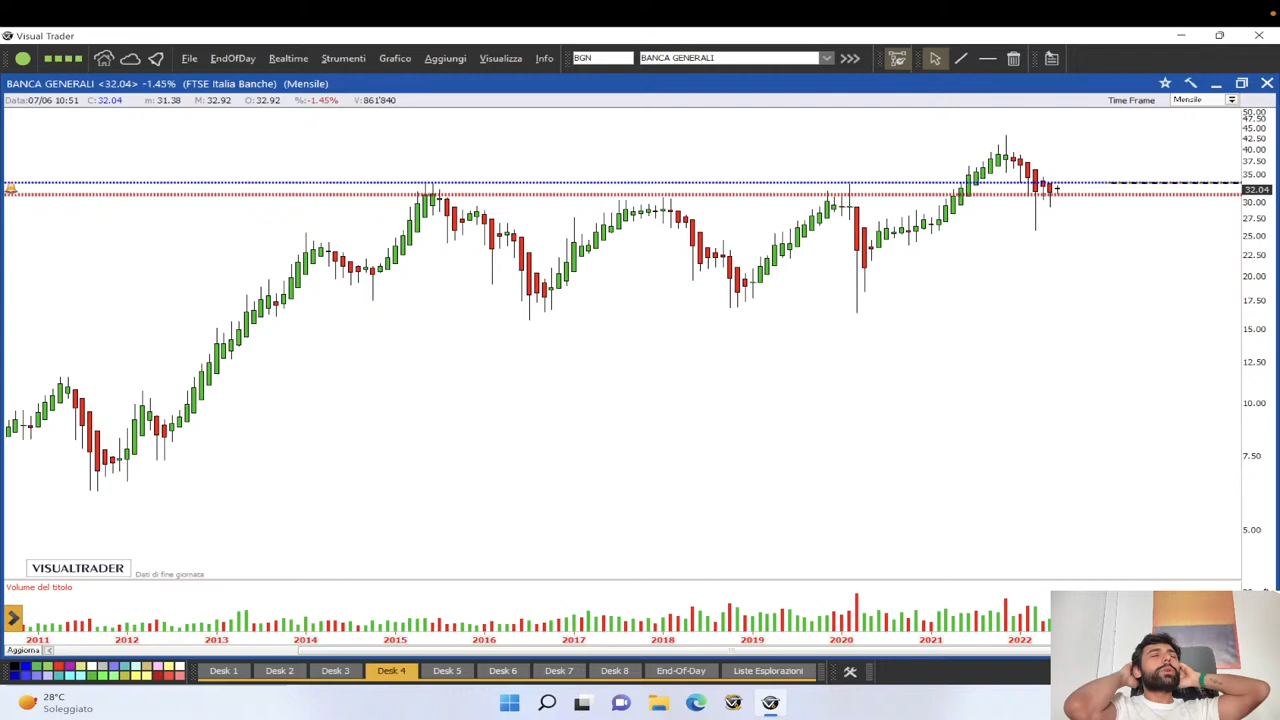 Visual Trader
File EndOfDay Realtime Strumenti Grafico Aggiungi Visualizza Info BGN BANCA GENERALI
BANCA GENERALI <32.04> -1.45% (FTSE Italia Banche) (Mensile)
Data:07/06 10:51 C: 32.04 m: 31.38 M: 32.92 O: 32.92 %:-1.45% V:861'840 Time Frame Mensile
50.00
47.50
45.00
42.50
40.00
37.50
35.00
32.04
30.00
27.50
25.00
22.50
20.00
17.50
15.00
12.50
10.00
7.50
5.00
VISUALTRADER Dati di fine giornata
Volume del titolo
2011 2012 2013 2014 2015 2016 2017 2018 2019 2020 2021 2022
Aggiorna
Desk 1 Desk 2 Desk 3 Desk 4 Desk 5 Desk 6 Desk 7 Desk 8 End-Of-Day Liste Esplorazioni
28°C
Soleggiato